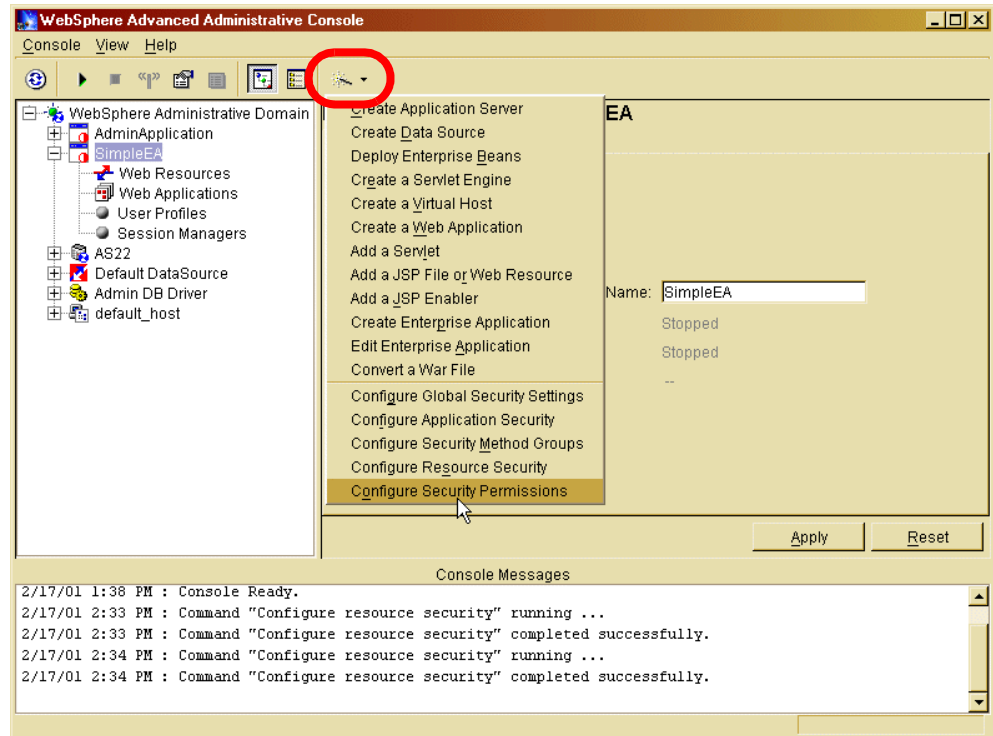 WebSphere Advanced Administrative Console
Console View Help
WebSphere Administrative Domain
AdminApplication
SimpleEA
Web Resources
Web Applications
User Profiles
Session Managers
AS22
Default DataSource
Admin DB Driver
default_host
Create Application Server
Create Data Source
Deploy Enterprise Beans
Create a Servlet Engine
Create a Virtual Host
Create a Web Application
Add a Servlet
Add a JSP File or Web Resource
Add a JSP Enabler
Create Enterprise Application
Edit Enterprise Application
Convert a War File
Configure Global Security Settings
Configure Application Security
Configure Security Method Groups
Configure Resource Security
Configure Security Permissions
EA
Name: SimpleEA
Stopped
Stopped
--
Apply Reset
Console Messages
2/17/01 1:38 PM : Console Ready.
2/17/01 2:33 PM : Command "Configure resource security" running ...
2/17/01 2:33 PM : Command "Configure resource security" completed successfully.
2/17/01 2:34 PM : Command "Configure resource security" running ...
2/17/01 2:34 PM : Command "Configure resource security" completed successfully.